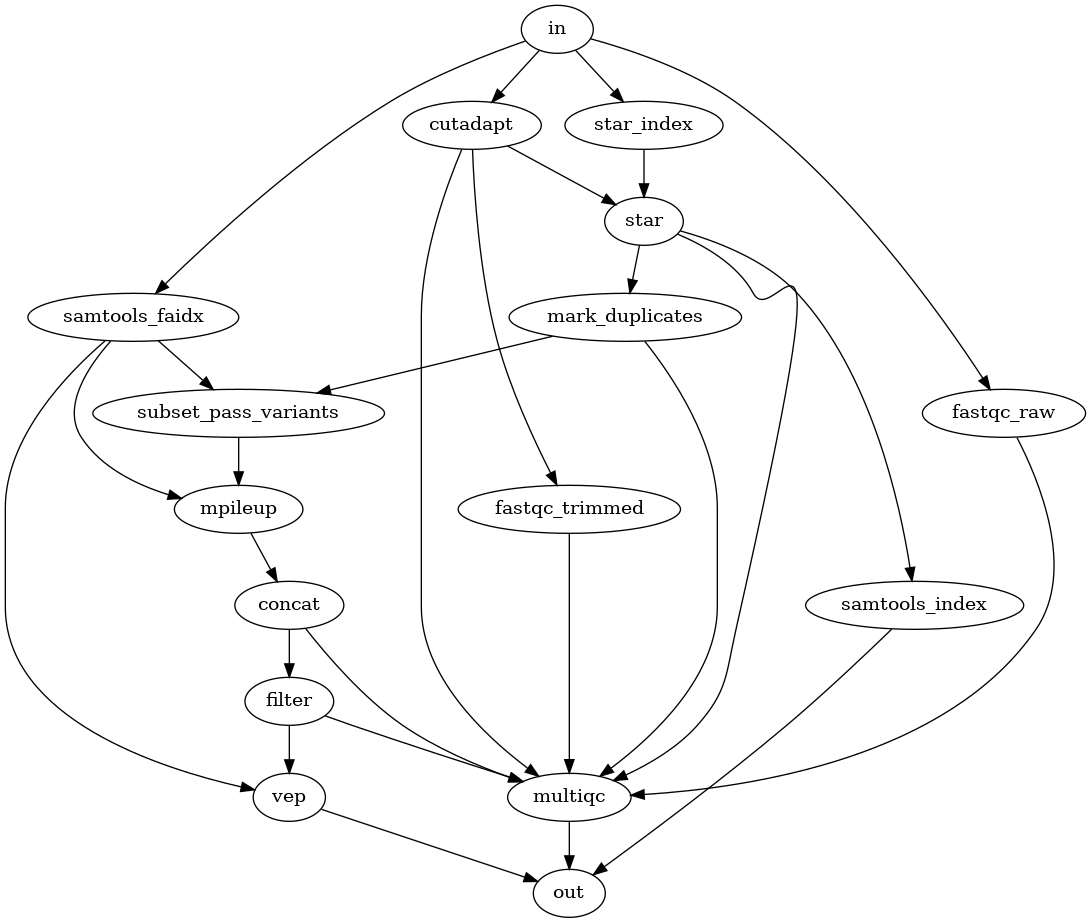 in
cutadapt
star_index
star
samtools_faidx
mark_duplicates
subset_pass_variants
fastqc_raw
mpileup
fastqc_trimmed
concat
samtools_index
filter
vep
multiqc
out